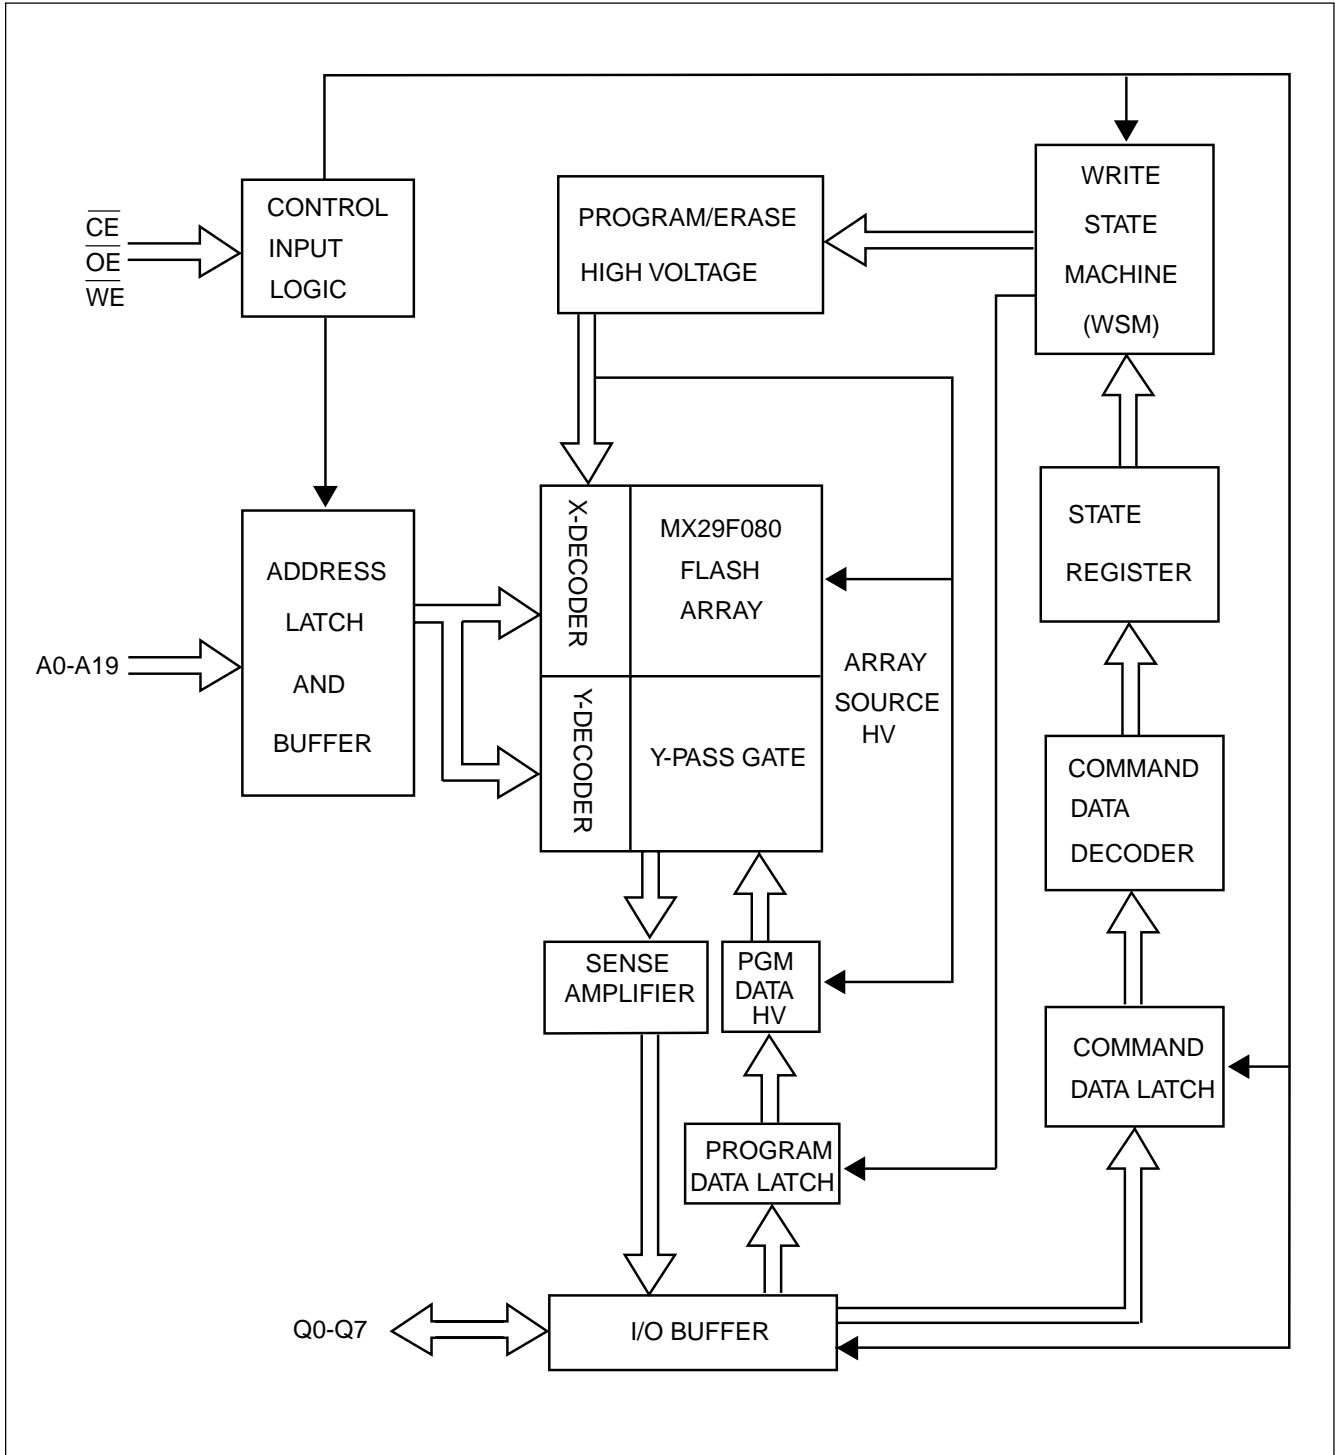 CE
OE
WE
CONTROL
INPUT
LOGIC
PROGRAM/ERASE
HIGH VOLTAGE
WRITE
STATE
MACHINE
(WSM)
STATE
REGISTER
A0-A19
ADDRESS
LATCH
AND
BUFFER
X-DECODER
MX29F080
FLASH
ARRAY
Y-DECODER
Y-PASS GATE
ARRAY
SOURCE
HV
COMMAND
DATA
DECODER
SENSE
AMPLIFIER
PGM
DATA
HV
COMMAND
DATA LATCH
PROGRAM
DATA LATCH
Q0-Q7
I/O BUFFER